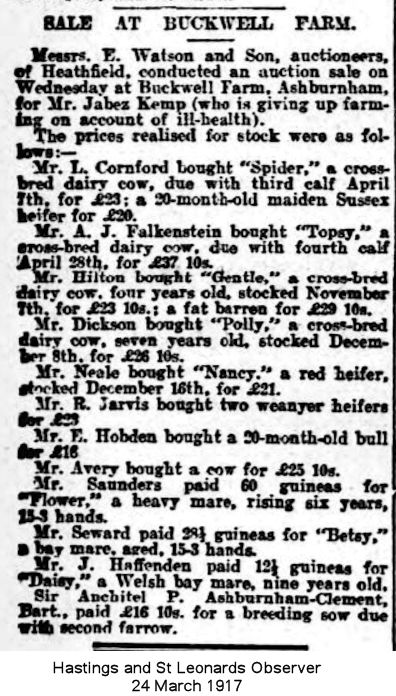 SALE AT BUCKWELL FARM.
Messrs. E. Watson and Son, auctioneers,
of Heathfield, conducted an auction sale on
Wednesday at Buckwell Farm, Ashburnham,
for Mr. Jabez Kemp (who is giving up farm-
ing on account of ill-health).
The prices realised for stock were as fol-
lows:—
Mr. L. Cornford bought "Spider," a cross-
bred dairy cow, due with third calf April
7th, for £23; a 20-month-old maiden Sussex
heifer for £20.
Mr. A. J. Falkenstein bought "Topsy," a
cross-bred dairy cow, due with fourth calf
April 28th, for £37 10s.
Mr. Hilton bought "Gentle," a cross-bred
dairy cow, four years old, stocked November
7th, for £23 10s.; a fat barren for £29 10s.
Mr. Dickson bought "Polly," a cross-bred
dairy cow, seven years old, stocked Decem-
ber 8th, for £26 10s.
Mr. Neale bought "Nancy," a red heifer,
stocked December 16th, for £21.
Mr. R. Jarvis bought two weanyer heifers
for £23
Mr. E. Hobden bought a 20-month-old bull
for £16
Mr. Avery bought a cow for £25 10s.
Mr. Saunders paid 60 guineas for
"Flower," a heavy mare, rising six years,
15-3 hands.
Mr. Seward paid 28½ guineas for "Betsy,"
a bay mare, aged, 15-3 hands.
Mr. J. Haffenden paid 12½ guineas for
"Daisy," a Welsh bay mare, nine years old.
Sir Anchitel P. Ashburnham-Clement,
Bart., paid £16 10s. for a breeding sow due
with second farrow.
Hastings and St Leonards Observer
24 March 1917